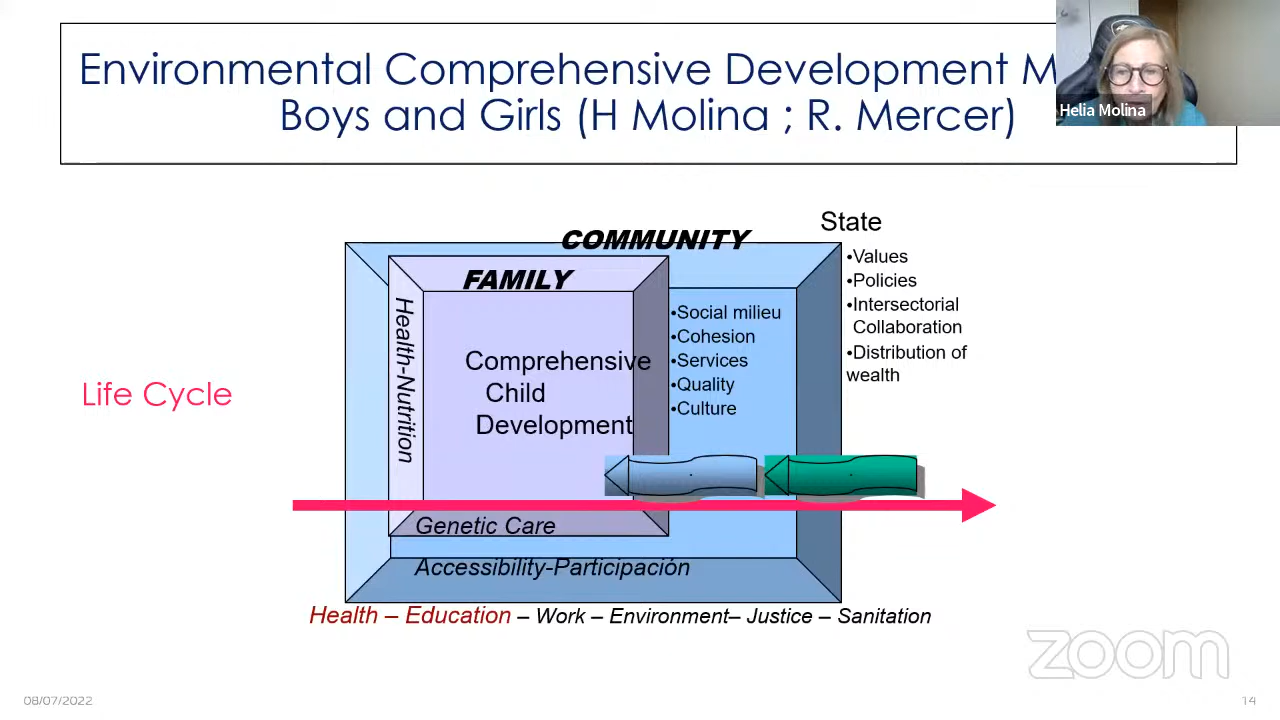 Environmental Comprehensive Development
Boys and Girls (H Molina ; R. Mercer)
Helia Molina
State
COMMUNITY
•Values
•Policies
•Intersectorial
Collaboration
•Distribution of
wealth
FAMILY
Health-Nutrition
•Social milieu
•Cohesion
•Services
•Quality
•Culture
Comprehensive
Child
Development
Life Cycle
Genetic Care
Accessibility-Participación
Health – Education – Work – Environment– Justice – Sanitation
zoom
08/07/2022
14